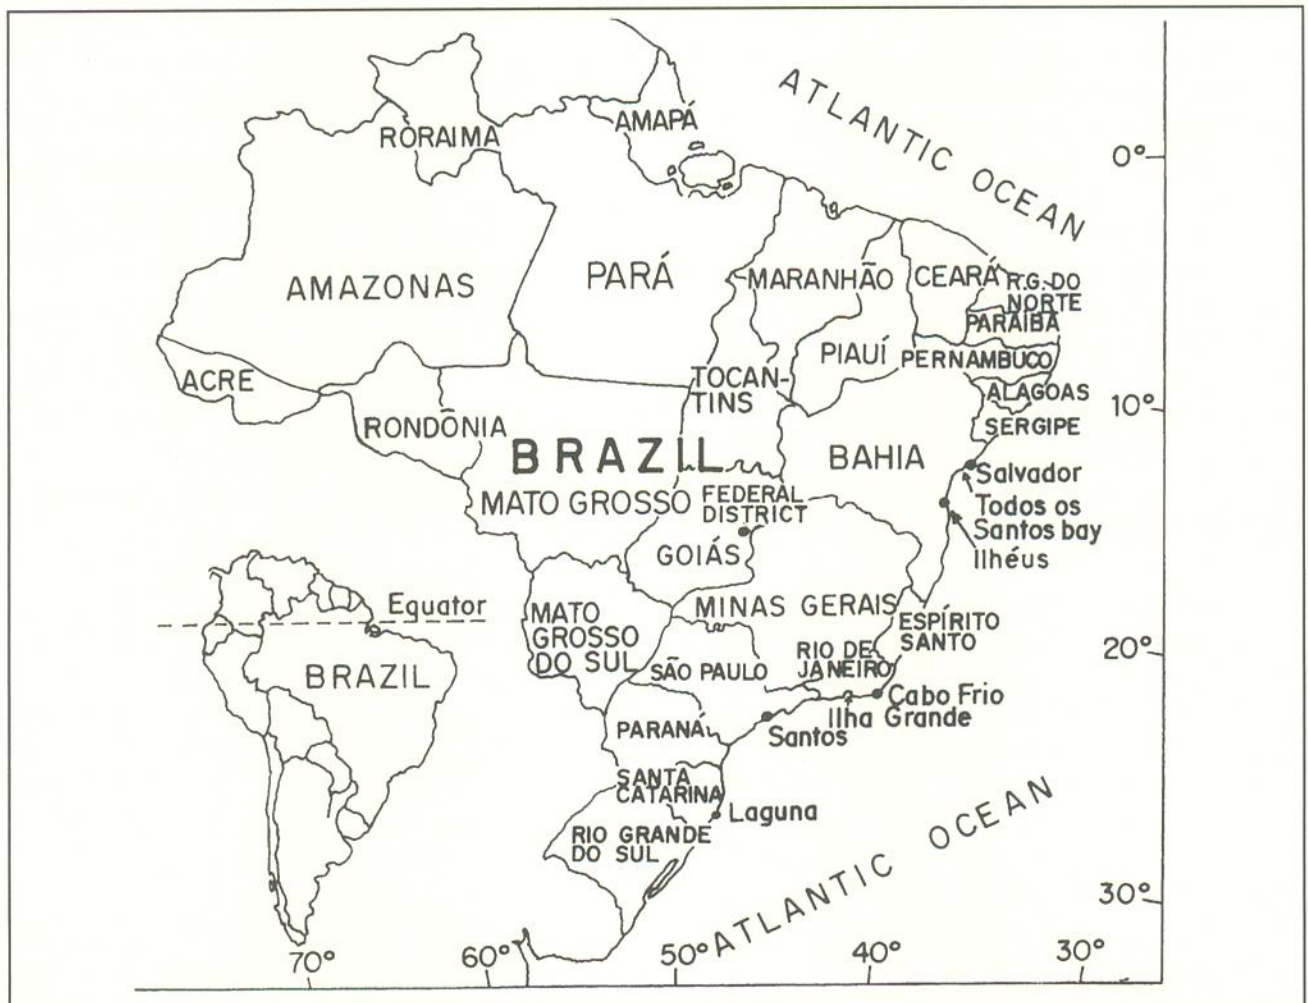 ATLANTIC OCEAN
AMAPÁ
RORAIMA
0°
PARÁ
AMAZONAS
MARANHÃO
CEARÁ
R.G. DO
NORTE
PARAÍBA
PIAUÍ
PERNAMBUCO
ACRE
TOCAN-
TINS
ALAGOAS
10°
RONDÔNIA
SERGIPE
BRAZIL
BAHIA
Salvador
MATO GROSSO
FEDERAL
DISTRICT
Todos os
Santos bay
GOIÁS
Ilhéus
Equator
MATO
GROSSO
DO SUL
MINAS GERAIS
ESPÍRITO
SANTO
20°
RIO DE
JANEIRO
SÃO PAULO
BRAZIL
Cabo Frio
Ilha Grande
PARANÁ
Santos
SANTA
CATARINA
Laguna
RIO GRANDE
DO SUL
ATLANTIC OCEAN
30°
70°
60°
50°
40°
30°